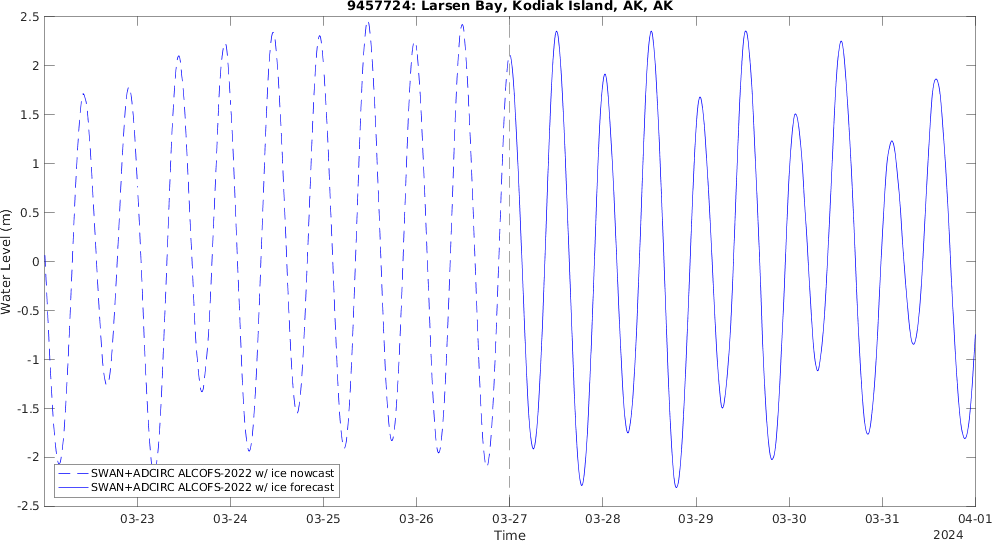 9457724: Larsen Bay, Kodiak Island, AK, AK
2.5
2
1.5
1
0.5
0
-0.5
-1
-1.5
-2
-2.5
Water Level (m)
SWAN+ADCIRC ALCOFS-2022 w/ ice nowcast
SWAN+ADCIRC ALCOFS-2022 w/ ice forecast
03-23 03-24 03-25 03-26 03-27 03-28 03-29 03-30 03-31 04-01
Time
2024